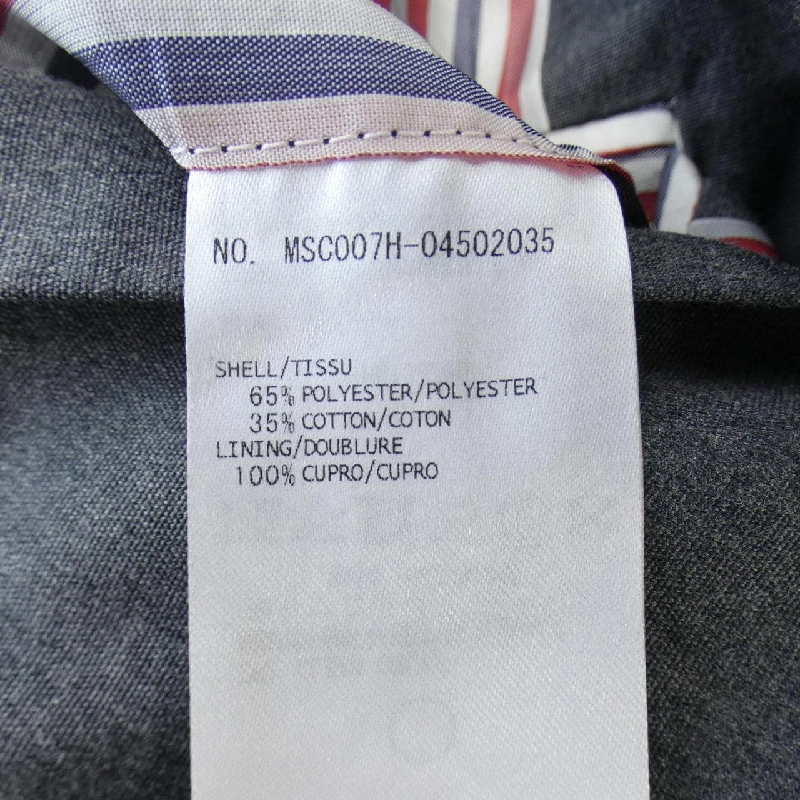 NO. MSC007H-04502035
SHELL/TISSU
65% POLYESTER/POLYESTER
35% COTTON/COTON
LINING/DOUBLURE
100% CUPRO/CUPRO